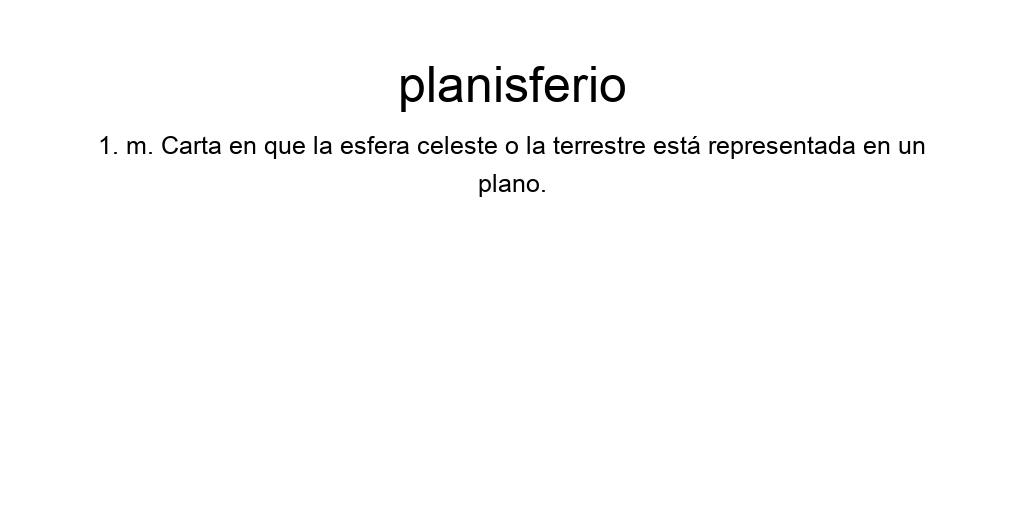 planisferio
1. m. Carta en que la esfera celeste o la terrestre está representada en un
plano.